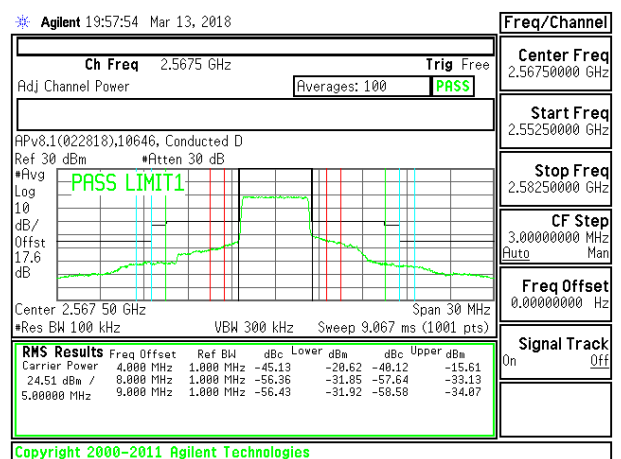 Agilent 19:57:54 Mar 13, 2018
Freq/Channel
Ch Freq 2.5675 GHz Trig Free
Adj Channel Power Averages: 100 PASS
APv8.1(022818),10646, Conducted D
Ref 30 dBm #Atten 30 dB
#Avg
Log
10
dB/
Offst
17.6
dB
PASS LIMIT1
Center 2.567 50 GHz Span 30 MHz
#Res BW 100 kHz VBW 300 kHz Sweep 9.067 ms (1001 pts)
RMS Results Freq Offset Ref BW dBc Lower dBm dBc Upper dBm
Carrier Power 4.000 MHz 1.000 MHz -45.13 -20.62 -40.12 -15.61
24.51 dBm / 8.000 MHz 1.000 MHz -56.36 -31.85 -57.64 -33.13
5.00000 MHz 9.000 MHz 1.000 MHz -56.43 -31.92 -58.58 -34.07
Center Freq
2.56750000 GHz
Start Freq
2.55250000 GHz
Stop Freq
2.58250000 GHz
CF Step
3.00000000 MHz
Auto Man
Freq Offset
0.00000000 Hz
Signal Track
On Off
Copyright 2000-2011 Agilent Technologies